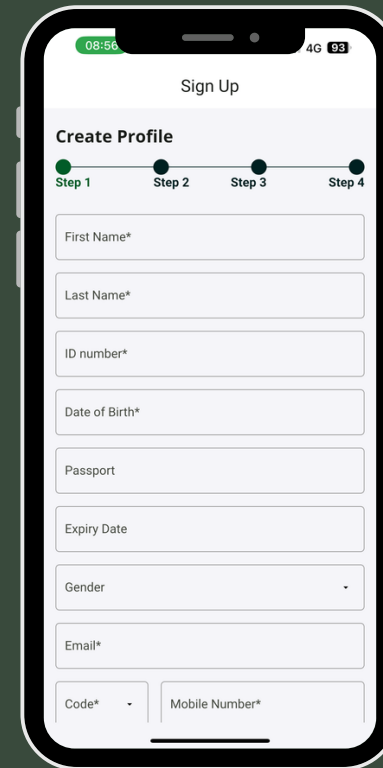 08:56 4G 93
Sign Up
Create Profile
Step 1 Step 2 Step 3 Step 4
First Name*
Last Name*
ID number*
Date of Birth*
Passport
Expiry Date
Gender
Email*
Code* Mobile Number*